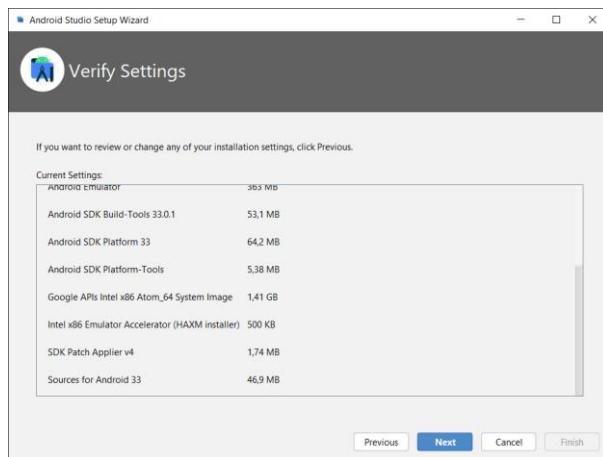 Android Studio Setup Wizard
Verify Settings
If you want to review or change any of your installation settings, click Previous.
Current Settings:
Android Emulator 363 MB
Android SDK Build-Tools 33.0.1 53,1 MB
Android SDK Platform 33 64,2 MB
Android SDK Platform-Tools 5,38 MB
Google APIs Intel x86 Atom_64 System Image 1,41 GB
Intel x86 Emulator Accelerator (HAXM installer) 500 KB
SDK Patch Applier v4 1,74 MB
Sources for Android 33 46,9 MB
Previous Next Cancel Finish